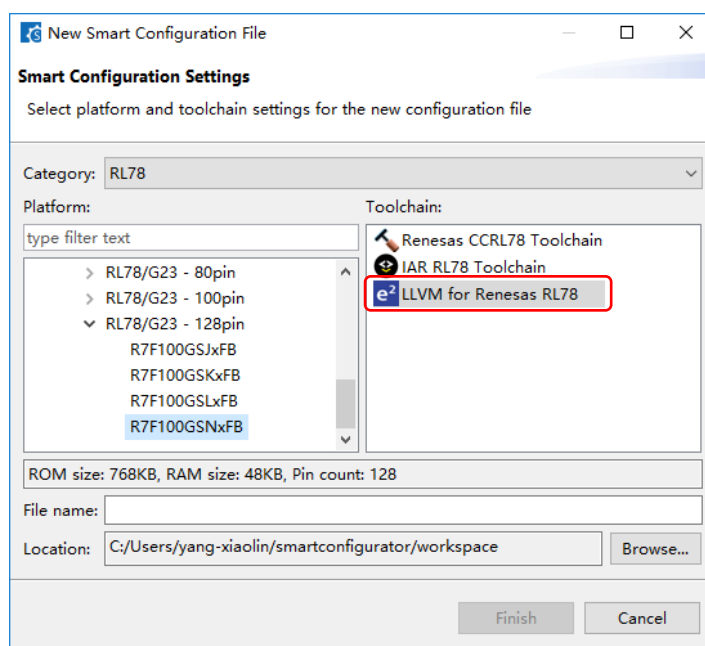 New Smart Configuration File
Smart Configuration Settings
Select platform and toolchain settings for the new configuration file
Category: RL78
Platform:
Toolchain:
type filter text
RL78/G23 - 80pin
RL78/G23 - 100pin
RL78/G23 - 128pin
R7F100GSJxFB
R7F100GSKxFB
R7F100GSLxFB
R7F100GSNxFB
Renesas CCRL78 Toolchain
IAR RL78 Toolchain
e² LLVM for Renesas RL78
ROM size: 768KB, RAM size: 48KB, Pin count: 128
File name:
Location: C:/Users/yang-xiaolin/smartconfigurator/workspace Browse...
Finish Cancel